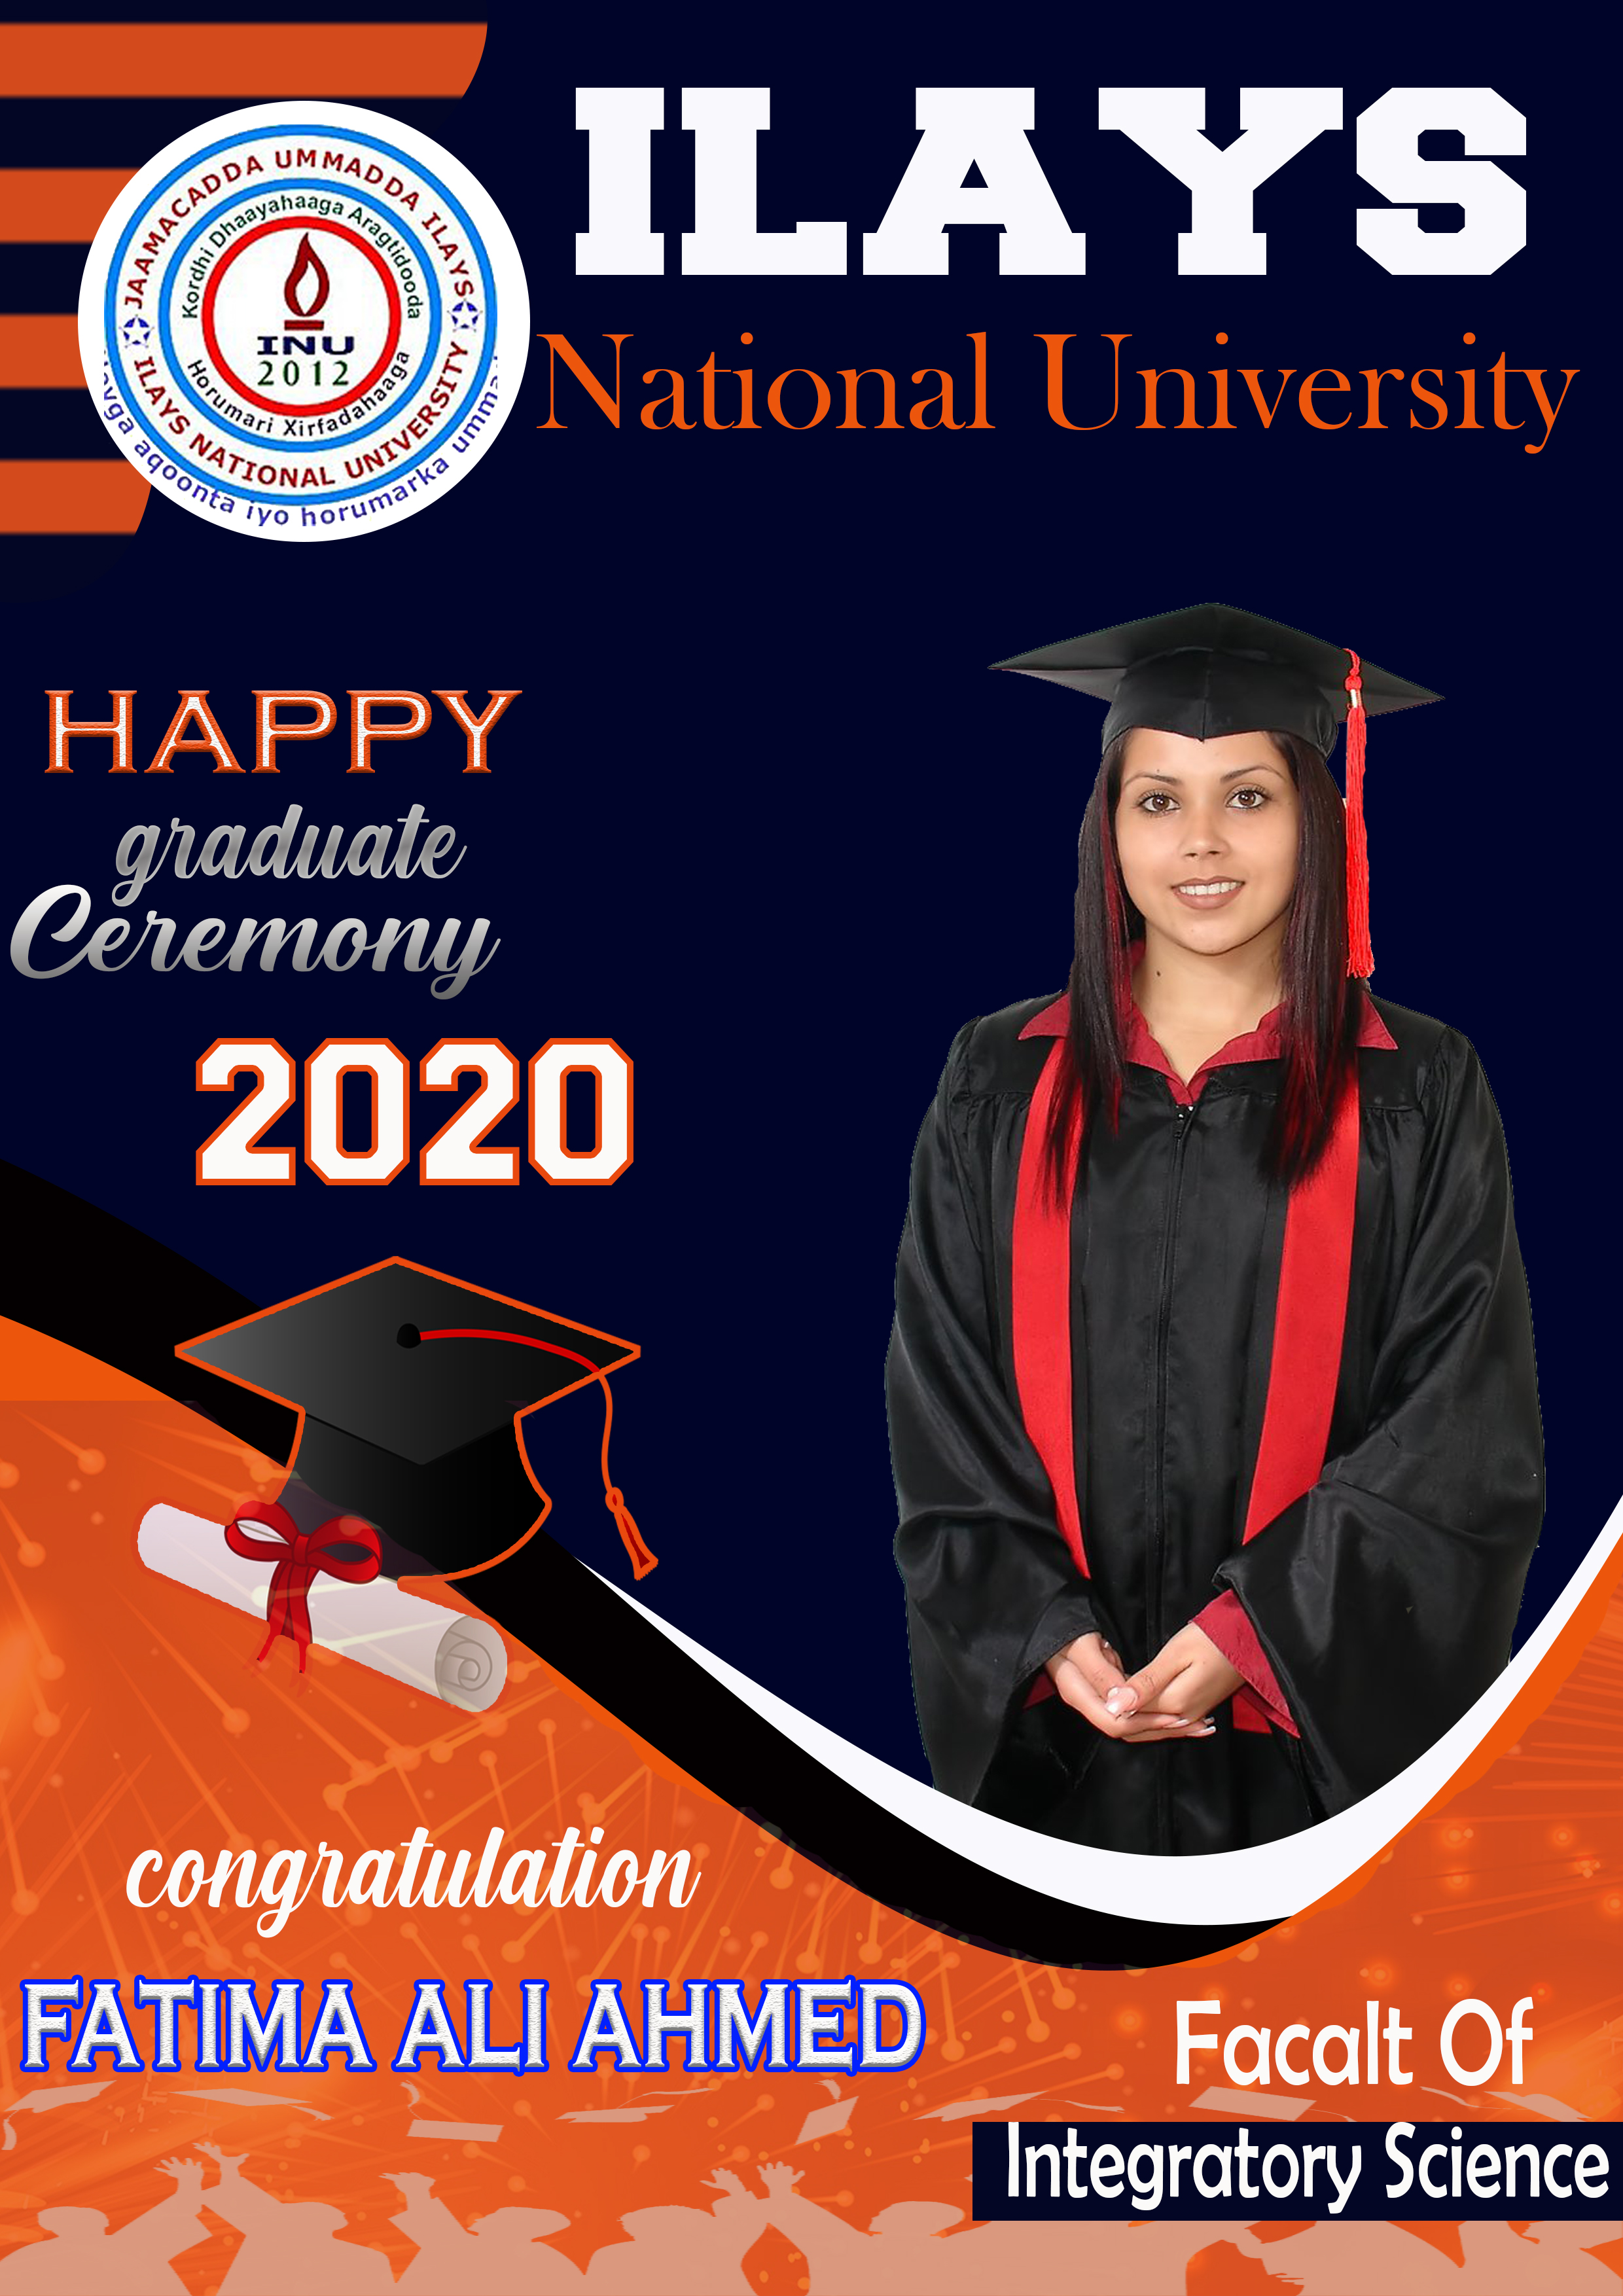 ILAYS
National University
JAAMACADDA UMMADDA ILAYS
Kordhi Dhaayahaaga Aragtidooda
INU
2012
Horumari Xirfadahaaga
ILAYS NATIONAL UNIVERSITY
aqoonta iyo horumarka
HAPPY
graduate
Ceremony
2020
congratulation
FATIMA ALI AHMED
Facalt Of
Integratory Science